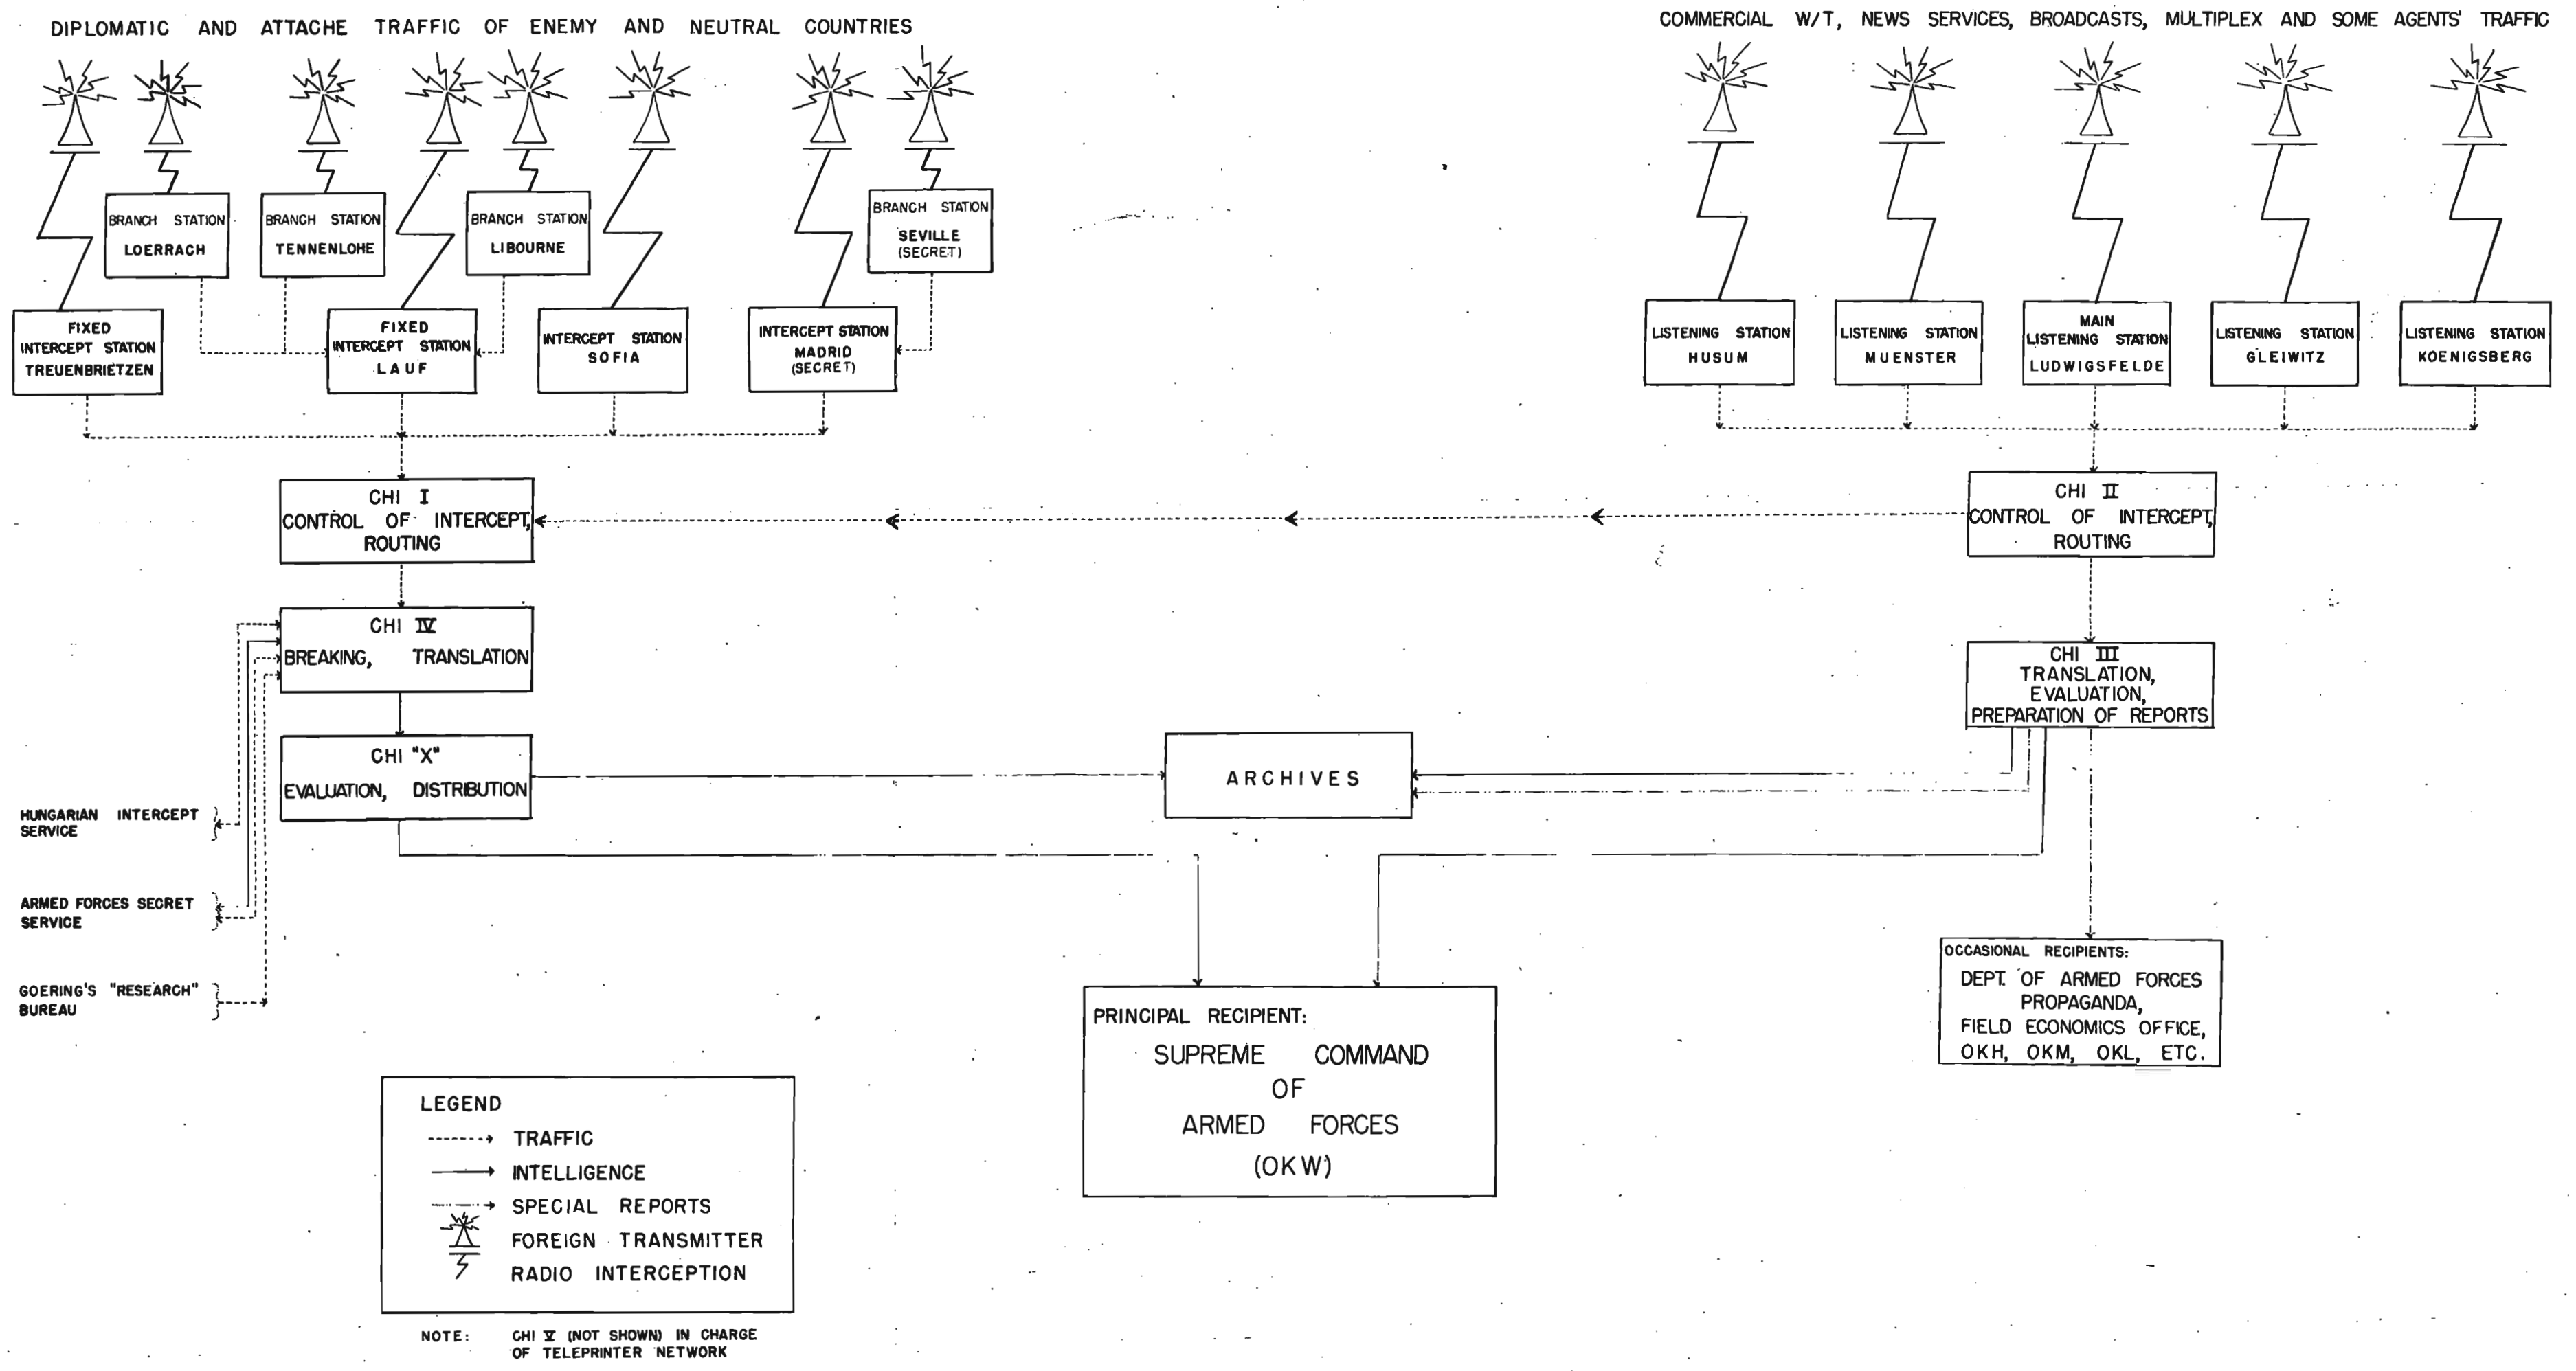 DIPLOMATIC AND ATTACHE TRAFFIC OF ENEMY AND NEUTRAL COUNTRIES
COMMERCIAL W/T, NEWS SERVICES, BROADCASTS, MULTIPLEX AND SOME AGENTS' TRAFFIC
BRANCH STATION
LOERRACH
BRANCH STATION
TENNENLOHE
BRANCH STATION
LIBOURNE
BRANCH STATION
SEVILLE
(SECRET)
FIXED
INTERCEPT STATION
TREUENBRIETZEN
FIXED
INTERCEPT STATION
LAUF
INTERCEPT STATION
SOFIA
INTERCEPT STATION
MADRID
(SECRET)
LISTENING STATION
HUSUM
LISTENING STATION
MUENSTER
MAIN
LISTENING STATION
LUDWIGSFELDE
LISTENING STATION
GLEIWITZ
LISTENING STATION
KOENIGSBERG
CHI I
CONTROL OF INTERCEPT,
ROUTING
CHI II
CONTROL OF INTERCEPT,
ROUTING
CHI IV
BREAKING, TRANSLATION
CHI III
TRANSLATION,
EVALUATION,
PREPARATION OF REPORTS
CHI "X"
EVALUATION, DISTRIBUTION
ARCHIVES
HUNGARIAN INTERCEPT
SERVICE
ARMED FORCES SECRET
SERVICE
GOERING'S "RESEARCH"
BUREAU
OCCASIONAL RECIPIENTS:
DEPT. OF ARMED FORCES
PROPAGANDA,
FIELD ECONOMICS OFFICE,
OKH, OKM, OKL, ETC.
PRINCIPAL RECIPIENT:
SUPREME COMMAND
OF
ARMED FORCES
(OKW)
LEGEND
TRAFFIC
INTELLIGENCE
SPECIAL REPORTS
FOREIGN TRANSMITTER
RADIO INTERCEPTION
NOTE: CHI V (NOT SHOWN) IN CHARGE
OF TELEPRINTER NETWORK